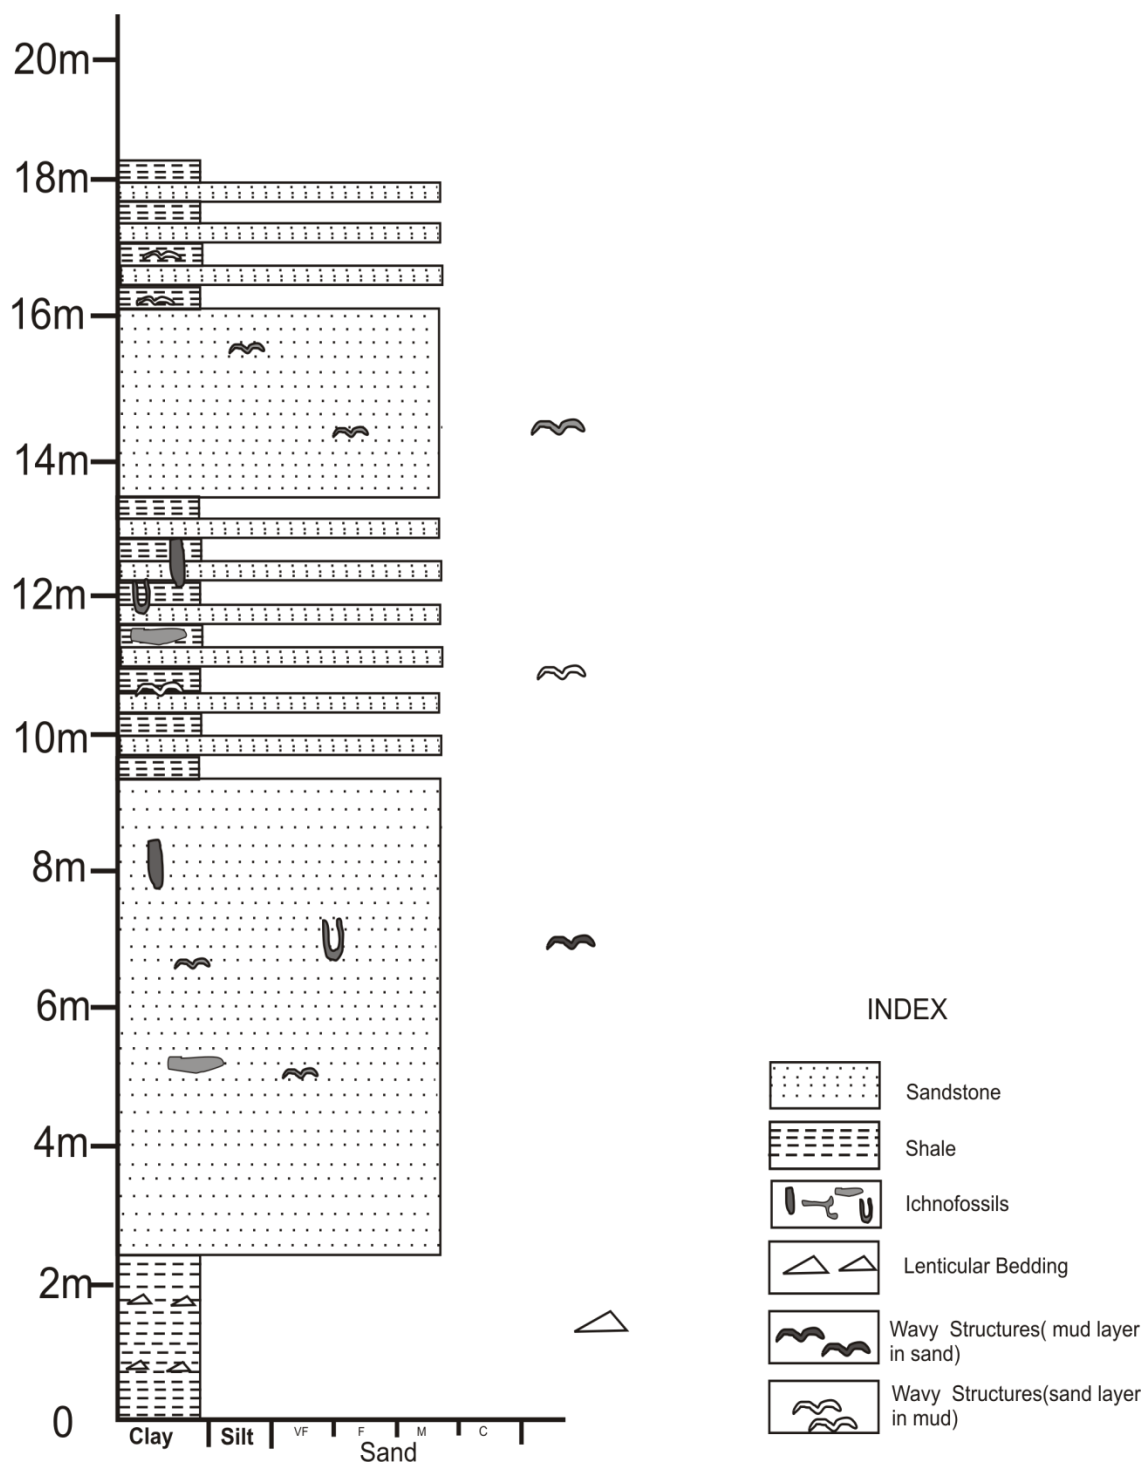 20m
18m
16m
14m
12m
10m
8m
6m
4m
2m
0
Clay Silt VF F M C
Sand
INDEX
Sandstone
Shale
Ichnofossils
Lenticular Bedding
Wavy Structures( mud layer
in sand)
Wavy Structures(sand layer
in mud)